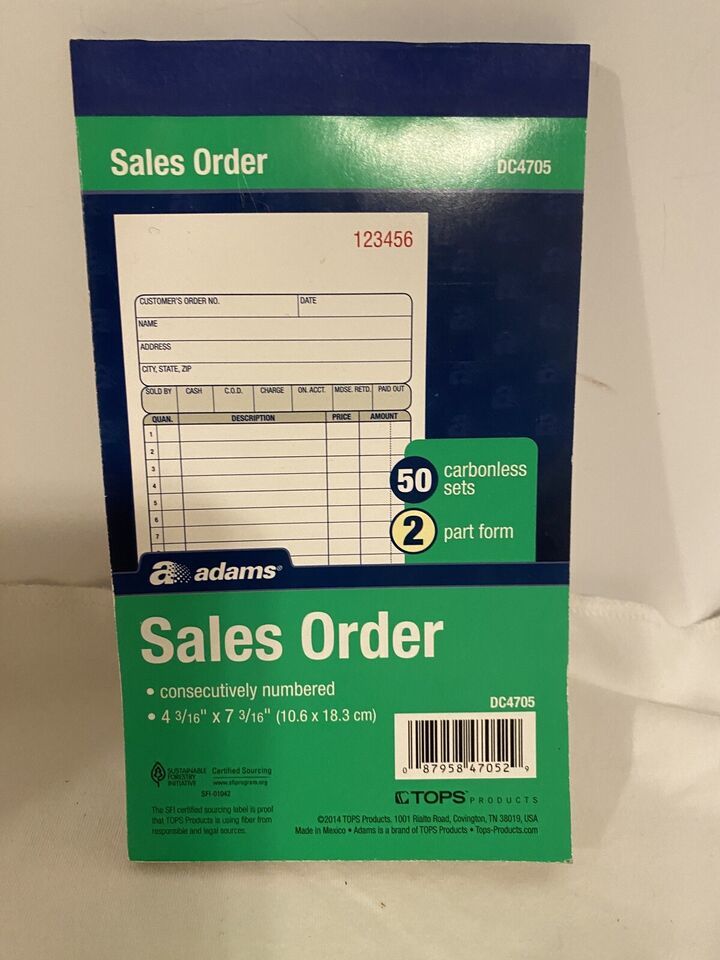 Sales Order DC4705
123456
CUSTOMER'S ORDER NO. DATE
NAME
ADDRESS
CITY, STATE, ZIP
SOLD BY CASH C.O.D. CHARGE ON. ACCT. MDSE. RETD. PAID OUT
QUAN. DESCRIPTION PRICE AMOUNT
1
2
3
4
5
6
7
50 carbonless
sets
2 part form
a adams®
Sales Order
• consecutively numbered
• 4 3/16" x 7 3/16" (10.6 x 18.3 cm)
DC4705
0 87958 47052 9
SUSTAINABLE
FORESTRY
INITIATIVE
Certified Sourcing
www.sfiprogram.org
SFI-01042
The SFI certified sourcing label is proof
that TOPS Products is using fiber from
responsible and legal sources.
TOPS PRODUCTS
©2014 TOPS Products. 1001 Rialto Road, Covington, TN 38019, USA
Made in Mexico • Adams is a brand of TOPS Products • Tops-Products.com